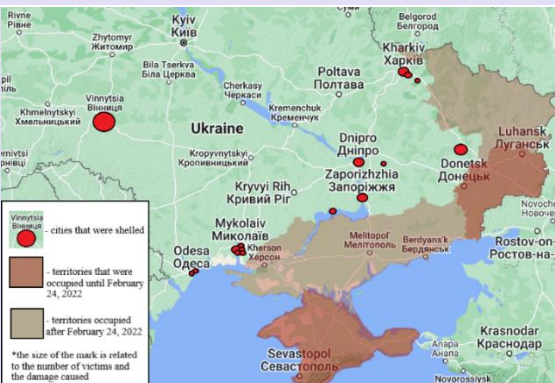 Rivne
Рівне
Суми
Belgorod
Белгород
Kyiv
Київ
Zhytomyr
Житомир
Kharkiv
Харків
Bila Tserkva
Біла Церква
Poltava
Полтава
Cherkasy
Черкаси
Khmelnytskyi
Хмельницький
Vinnytsia
Вінниця
Kremenchuk
Кременчук
Ukraine
Luhansk
Луганськ
Dnipro
Дніпро
Kropyvnytskyi
Кропивницький
Donetsk
Донецьк
Zaporizhzhia
Запоріжжя
Kryvyi Rih
Кривий Ріг
Mykolaiv
Миколаїв
Melitopol'
Мелітополь
Berdyans'k
Бердянськ
Rostov-on-
Ростов-на-
Kherson
Херсон
Odesa
Одеса
Krasnodar
Краснодар
Анапа
Sevastopol
Севастополь
Novorossiysk
Vinnytsia
Вінниця
- cities that were shelled
- territories that were
occupied until February
24, 2022
- territories occupied
after February 24, 2022
*the size of the mark is related
to the number of victims and
the damage caused